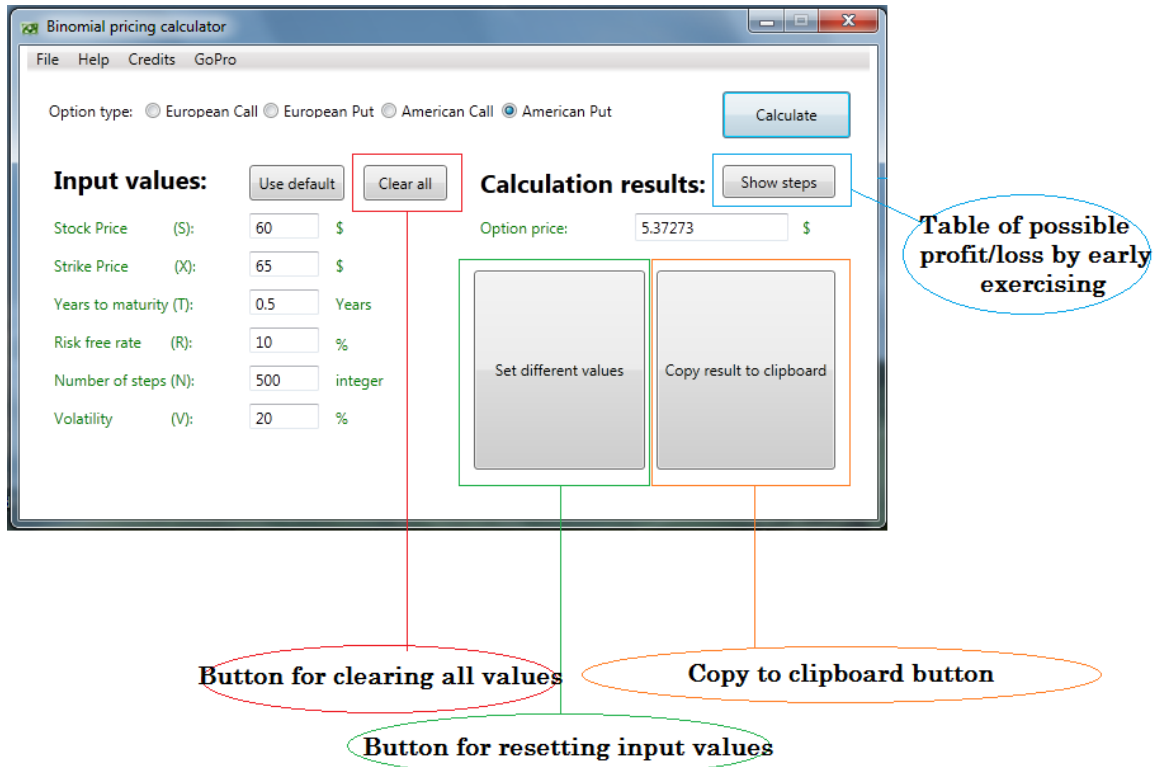 Binomial pricing calculator
File Help Credits GoPro
Option type: European Call European Put American Call American Put
Calculate
Input values:
Use default
Clear all
Calculation results:
Show steps
Stock Price (S): 60 $
Option price: 5.37273 $
Strike Price (X): 65 $
Years to maturity (T): 0.5 Years
Risk free rate (R): 10 %
Number of steps (N): 500 integer
Volatility (V): 20 %
Set different values
Copy result to clipboard
Table of possible
profit/loss by early
exercising
Button for clearing all values
Copy to clipboard button
Button for resetting input values